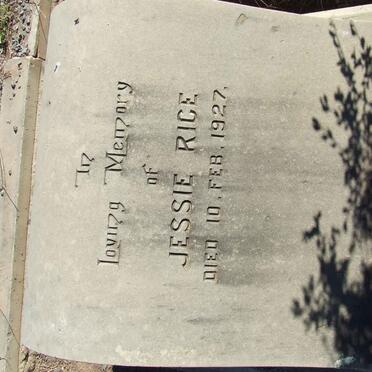 In
Loving Memory
of
JESSIE RICE
DIED 10, FEB, 1927,